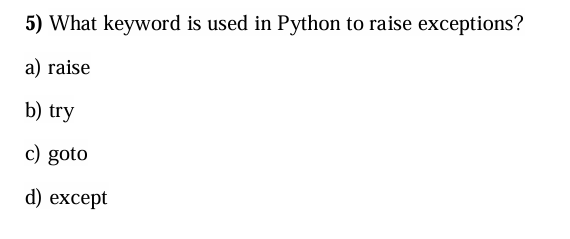 5) What keyword is used in Python to raise exceptions?
a) raise
b) try
c) goto
d) except